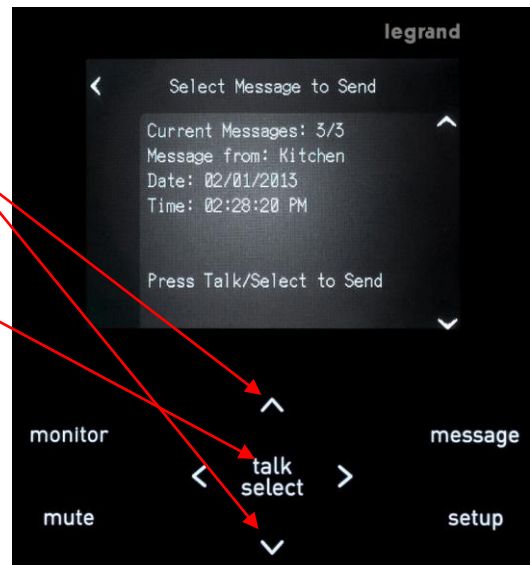 legrand
Select Message to Send
Current Messages: 3/3
Message from: Kitchen
Date: 02/01/2013
Time: 02:28:20 PM
Press Talk/Select to Send
monitor
message
talk
select
mute
setup